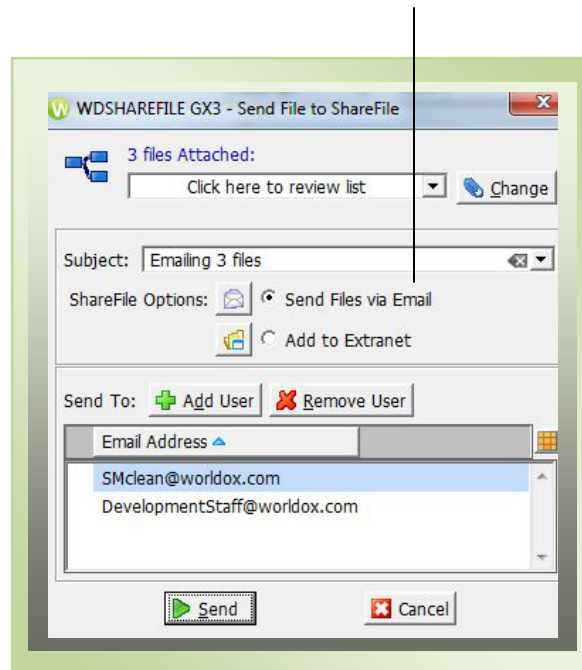 WDSHAREFILE GX3 - Send File to ShareFile
3 files Attached:
Click here to review list
Change
Subject: Emailing 3 files
ShareFile Options: Send Files via Email
Add to Extranet
Send To: Add User Remove User
Email Address
SMclean@worldox.com
DevelopmentStaff@worldox.com
Send Cancel